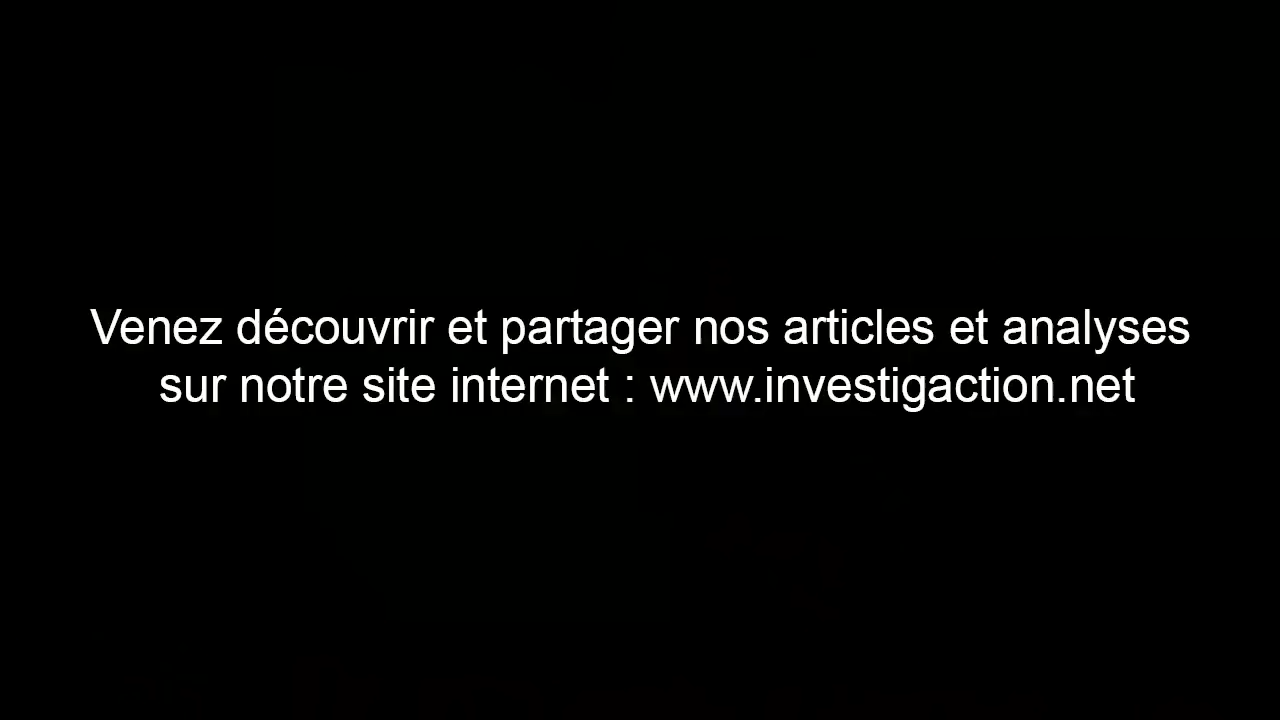 Venez découvrir et partager nos articles et analyses
sur notre site internet : www.investigaction.net